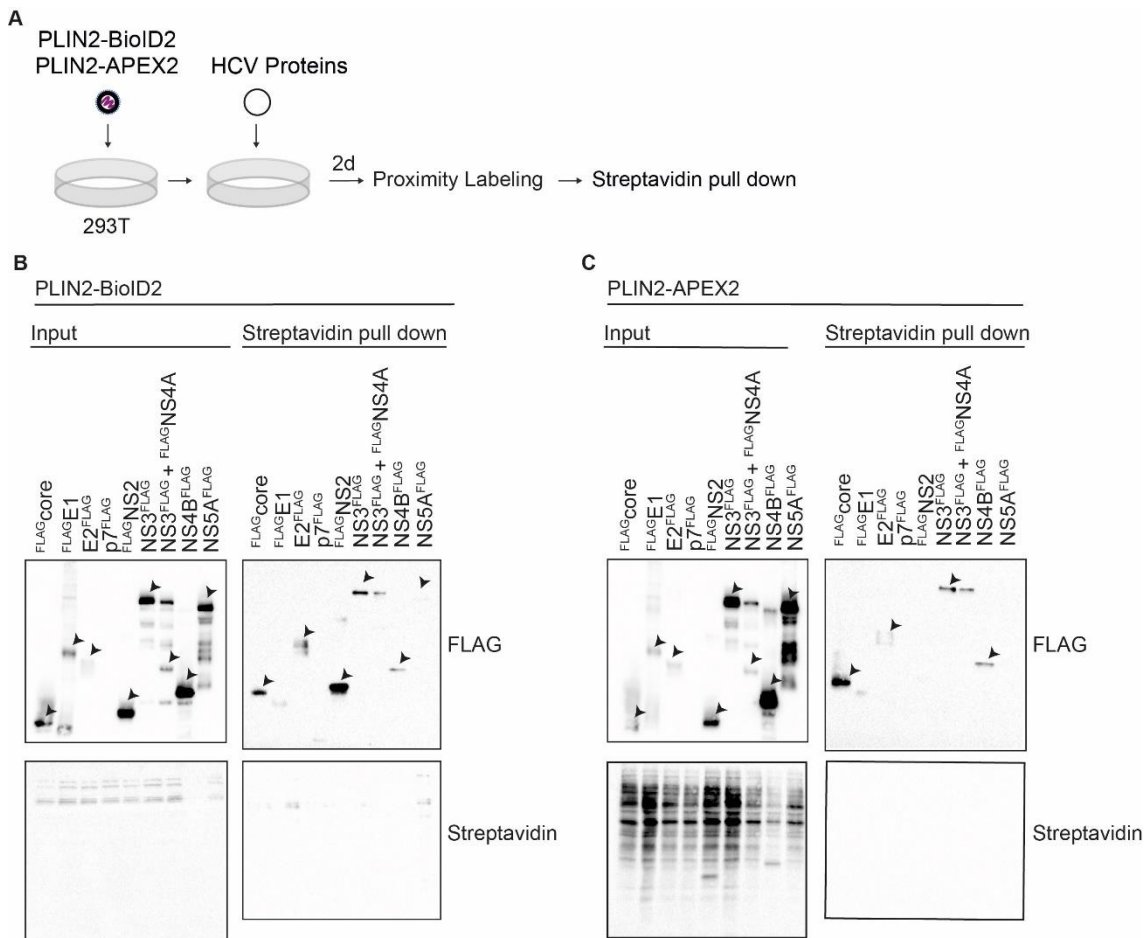 A
PLIN2-BioID2
PLIN2-APEX2
HCV Proteins
2d
Proximity Labeling
Streptavidin pull down
293T
B
PLIN2-BioID2
Input
Streptavidin pull down
FLAGcore
FLAGE1
E2FLAG
p7FLAG
FLAGNS2
NS3FLAG
NS3FLAG + FLAGNS4A
NS4BFLAG
NS5AFLAG
FLAGcore
FLAGE1
E2FLAG
p7FLAG
FLAGNS2
NS3FLAG
NS3FLAG + FLAGNS4A
NS4BFLAG
NS5AFLAG
FLAG
Streptavidin
C
PLIN2-APEX2
Input
Streptavidin pull down
FLAGcore
FLAGE1
E2FLAG
p7FLAG
FLAGNS2
NS3FLAG
NS3FLAG + FLAGNS4A
NS4BFLAG
NS5AFLAG
FLAGcore
FLAGE1
E2FLAG
p7FLAG
FLAGNS2
NS3FLAG
NS3FLAG + FLAGNS4A
NS4BFLAG
NS5AFLAG
FLAG
Streptavidin